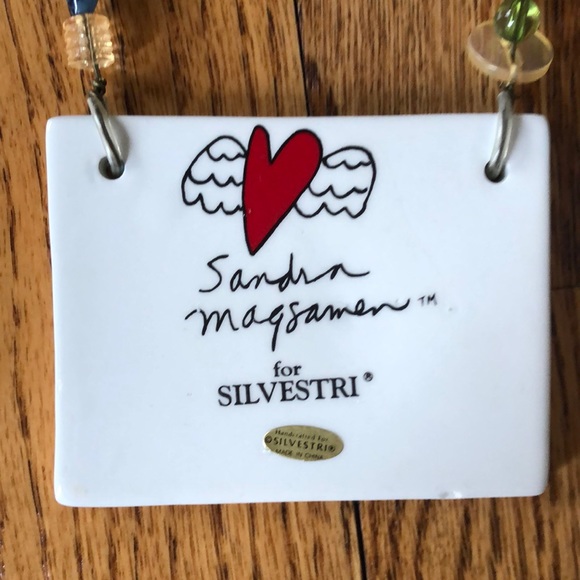 Sandra
Magsamen™
for
SILVESTRI®
Handcrafted for
©SILVESTRI®
MADE IN CHINA